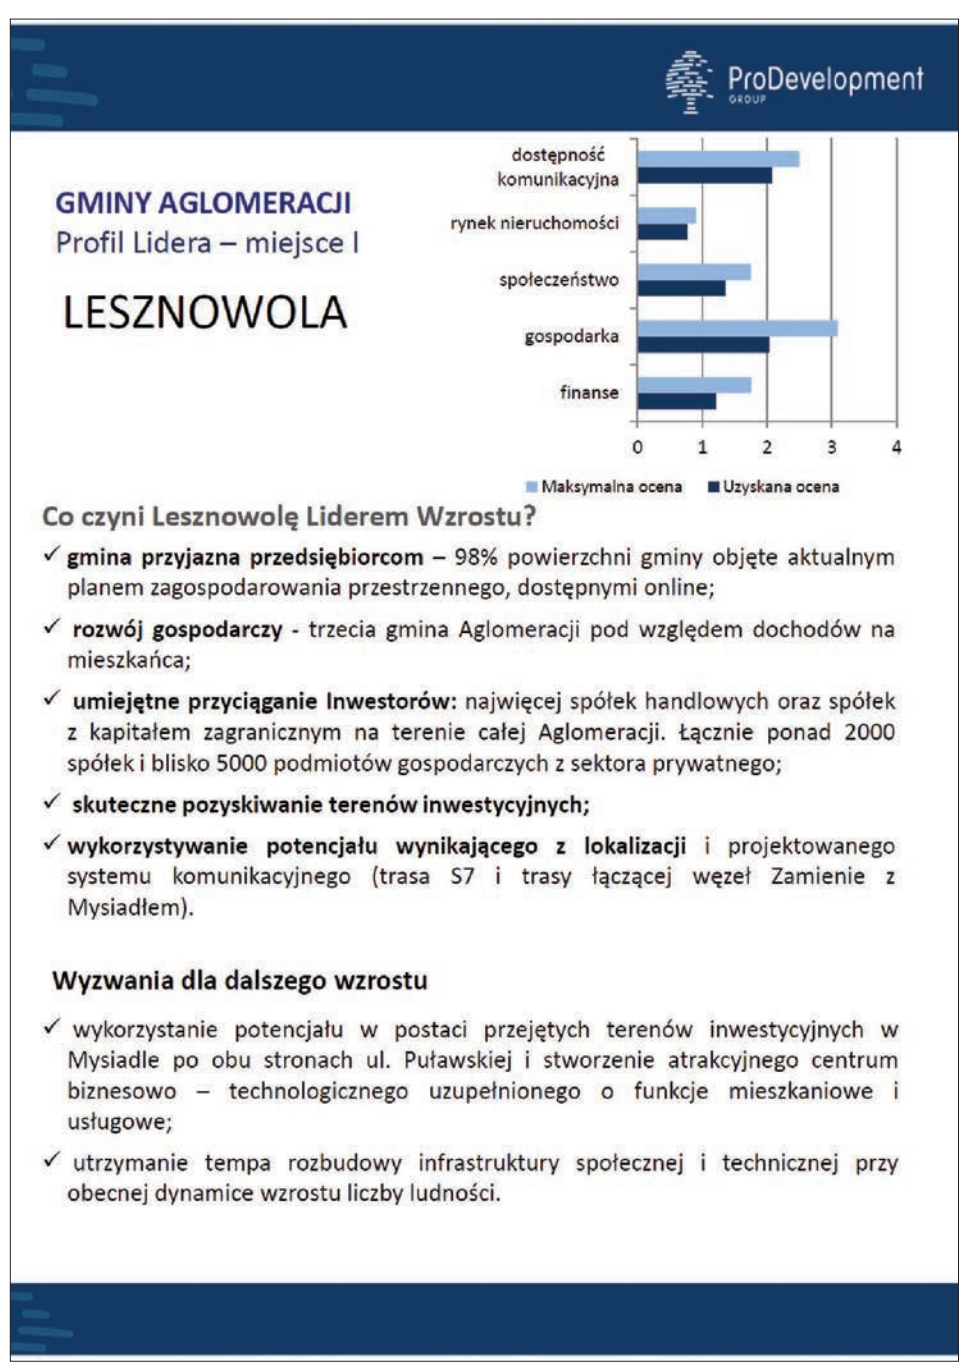 ProDevelopment
GROUP
GMINY AGLOMERACJI
Profil Lidera – miejsce I
LESZNOWOLA
dostępność
komunikacyjna
rynek nieruchomości
społeczeństwo
gospodarka
finanse
0 1 2 3 4
Maksymalna ocena Uzyskana ocena
Co czyni Lesznowolę Liderem Wzrostu?
✓ gmina przyjazna przedsiębiorcom – 98% powierzchni gminy objęte aktualnym
planem zagospodarowania przestrzennego, dostępnymi online;
✓ rozwój gospodarczy - trzecia gmina Aglomeracji pod względem dochodów na
mieszkańca;
✓ umiejętne przyciąganie Inwestorów: najwięcej spółek handlowych oraz spółek
z kapitałem zagranicznym na terenie całej Aglomeracji. Łącznie ponad 2000
spółek i blisko 5000 podmiotów gospodarczych z sektora prywatnego;
✓ skuteczne pozyskiwanie terenów inwestycyjnych;
✓ wykorzystywanie potencjału wynikającego z lokalizacji i projektowanego
systemu komunikacyjnego (trasa S7 i trasy łączącej węzeł Zamienie z
Mysiadłem).
Wyzwania dla dalszego wzrostu
✓ wykorzystanie potencjału w postaci przejętych terenów inwestycyjnych w
Mysiadle po obu stronach ul. Puławskiej i stworzenie atrakcyjnego centrum
biznesowo – technologicznego uzupełnionego o funkcje mieszkaniowe i
usługowe;
✓ utrzymanie tempa rozbudowy infrastruktury społecznej i technicznej przy
obecnej dynamice wzrostu liczby ludności.